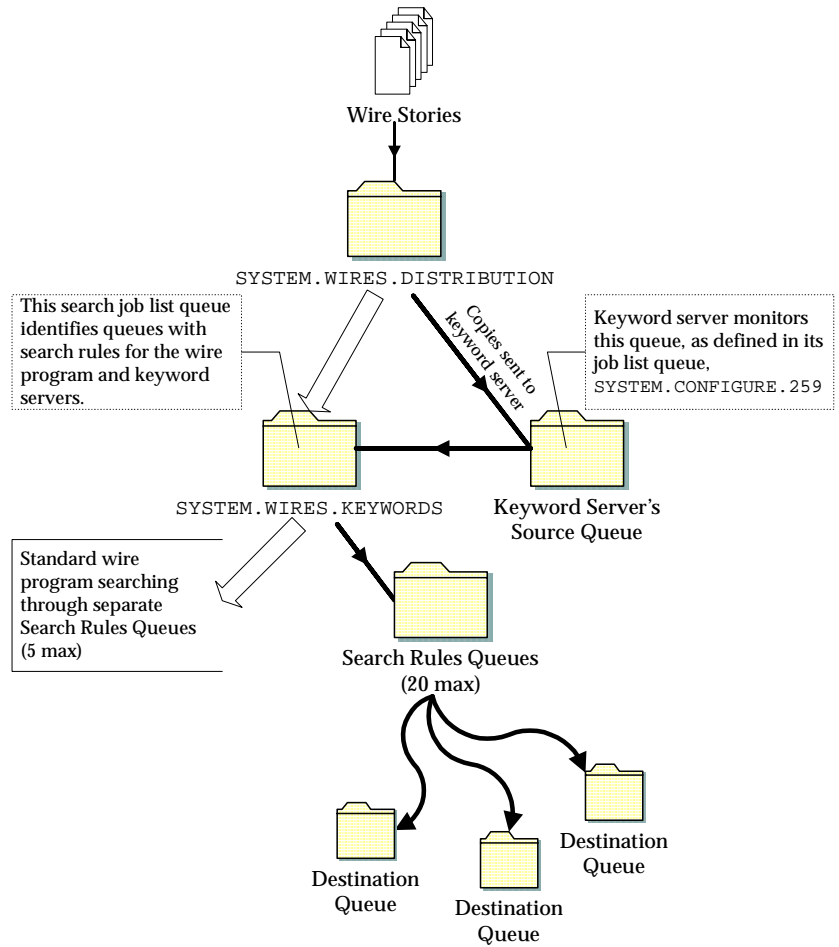 Wire Stories
SYSTEM.WIRES.DISTRIBUTION
This search job list queue
identifies queues with
search rules for the wire
program and keyword
servers.
Copies sent to
keyword server
Keyword server monitors
this queue, as defined in its
job list queue,
SYSTEM.CONFIGURE.259
SYSTEM.WIRES.KEYWORDS
Keyword Server's
Source Queue
Standard wire
program searching
through separate
Search Rules Queues
(5 max)
Search Rules Queues
(20 max)
Destination
Queue
Destination
Queue
Destination
Queue